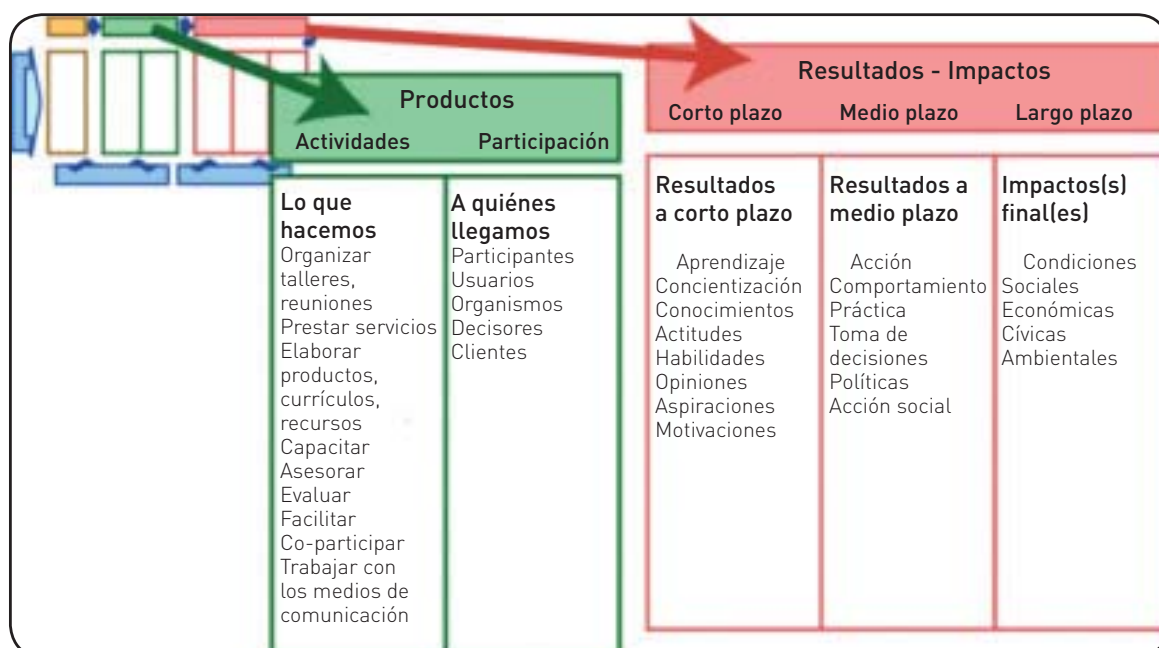 Productos
Actividades
Participación
Lo que
hacemos
Organizar
talleres,
reuniones
Prestar servicios
Elaborar
productos,
currículos,
recursos
Capacitar
Asesorar
Evaluar
Facilitar
Co-participar
Trabajar con
los medios de
comunicación
A quiénes
llegamos
Participantes
Usuarios
Organismos
Decisores
Clientes
Resultados - Impactos
Corto plazo
Medio plazo
Largo plazo
Resultados
a corto plazo
Aprendizaje
Concientización
Conocimientos
Actitudes
Habilidades
Opiniones
Aspiraciones
Motivaciones
Resultados a
medio plazo
Acción
Comportamiento
Práctica
Toma de
decisiones
Políticas
Acción social
Impactos(s)
final(es)
Condiciones
Sociales
Económicas
Cívicas
Ambientales